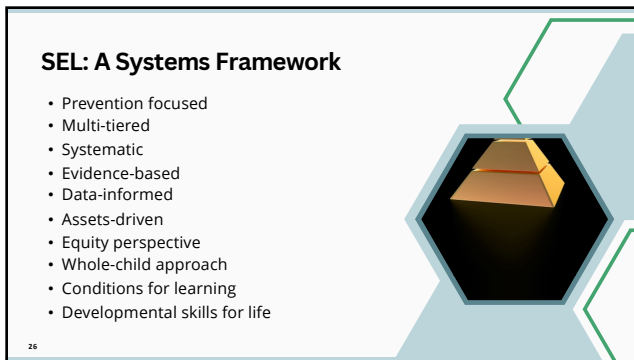 SEL: A Systems Framework
• Prevention focused
• Multi-tiered
• Systematic
• Evidence-based
• Data-informed
• Assets-driven
• Equity perspective
• Whole-child approach
• Conditions for learning
• Developmental skills for life
26